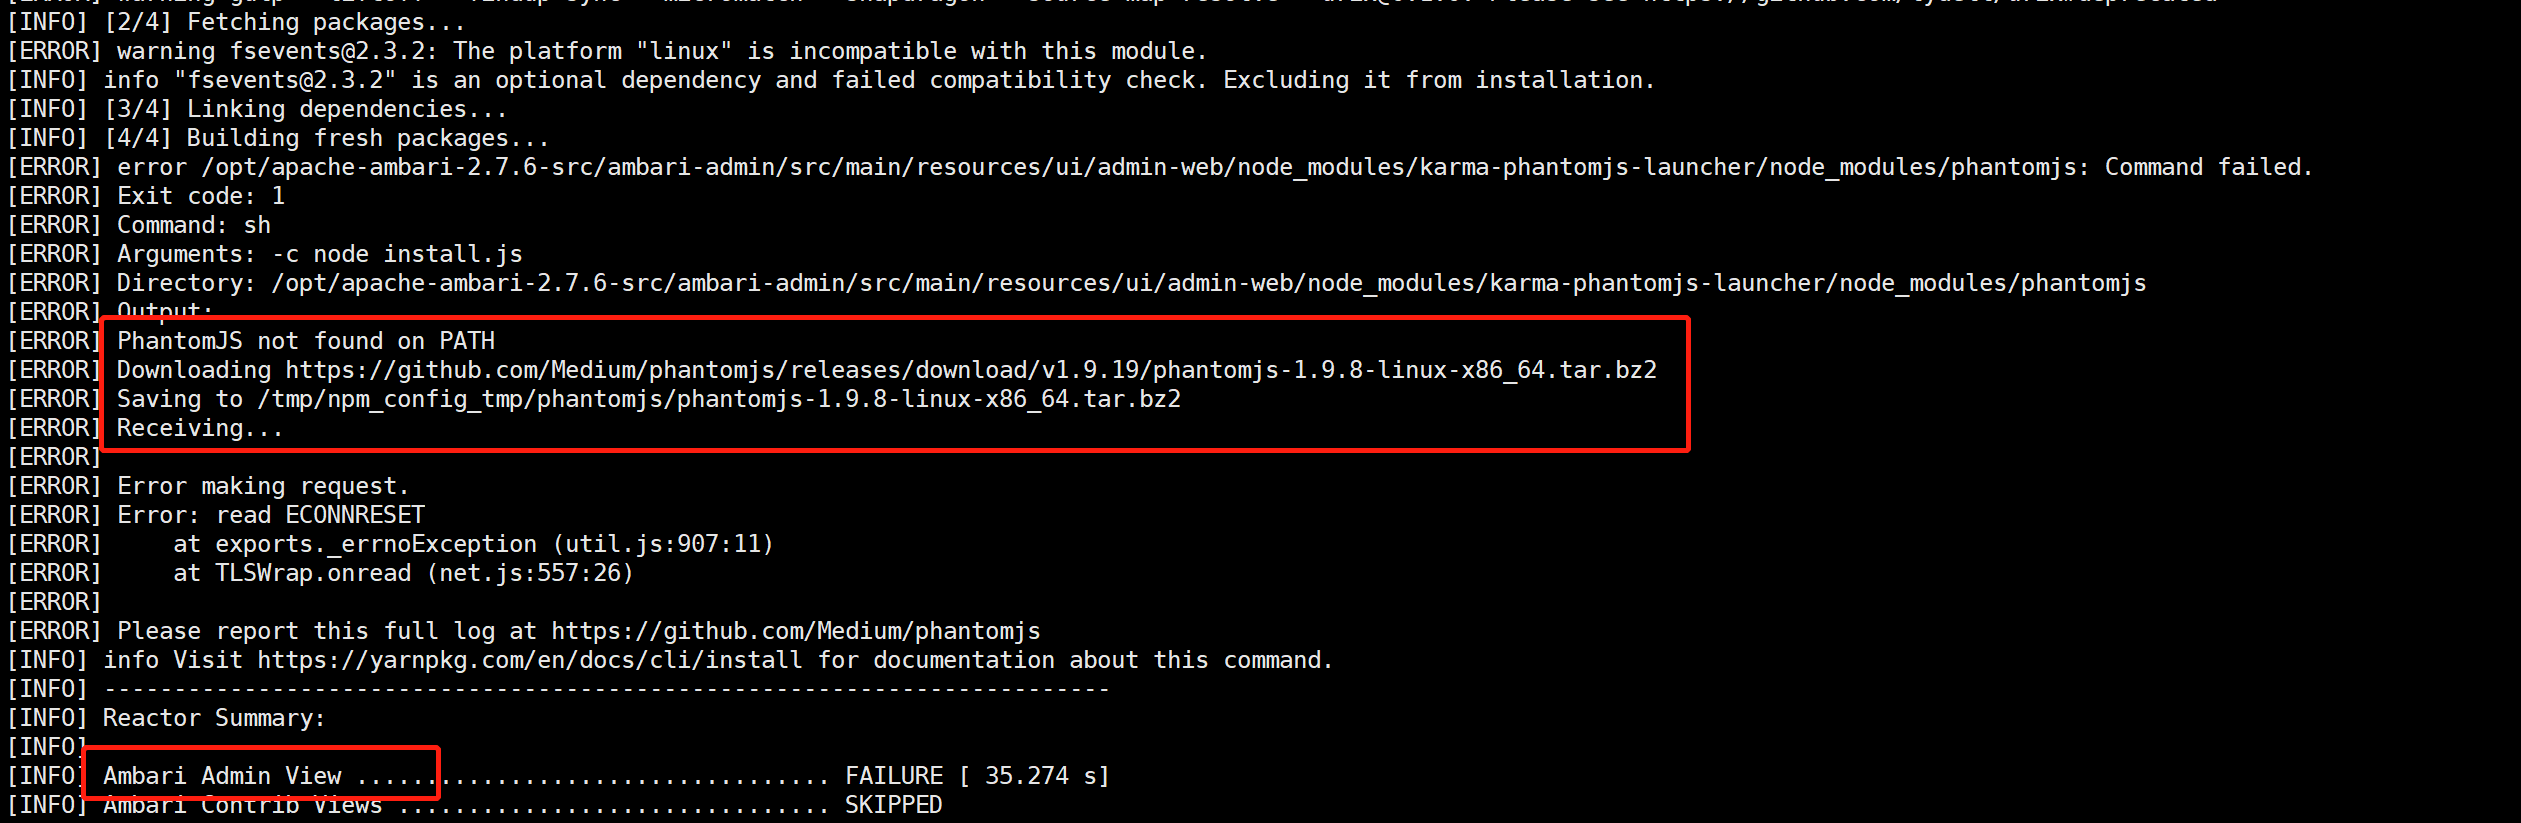 [INFO] [2/4] Fetching packages...
[ERROR] warning fsevents@2.3.2: The platform "linux" is incompatible with this module.
[INFO] info "fsevents@2.3.2" is an optional dependency and failed compatibility check. Excluding it from installation.
[INFO] [3/4] Linking dependencies...
[INFO] [4/4] Building fresh packages...
[ERROR] error /opt/apache-ambari-2.7.6-src/ambari-admin/src/main/resources/ui/admin-web/node_modules/karma-phantomjs-launcher/node_modules/phantomjs: Command failed.
[ERROR] Exit code: 1
[ERROR] Command: sh
[ERROR] Arguments: -c node install.js
[ERROR] Directory: /opt/apache-ambari-2.7.6-src/ambari-admin/src/main/resources/ui/admin-web/node_modules/karma-phantomjs-launcher/node_modules/phantomjs
[ERROR] Output:
[ERROR] PhantomJS not found on PATH
[ERROR] Downloading https://github.com/Medium/phantomjs/releases/download/v1.9.19/phantomjs-1.9.8-linux-x86_64.tar.bz2
[ERROR] Saving to /tmp/npm_config_tmp/phantomjs/phantomjs-1.9.8-linux-x86_64.tar.bz2
[ERROR] Receiving...
[ERROR]
[ERROR] Error making request.
[ERROR] Error: read ECONNRESET
[ERROR]     at exports._errnoException (util.js:907:11)
[ERROR]     at TLSWrap.onread (net.js:557:26)
[ERROR]
[ERROR] Please report this full log at https://github.com/Medium/phantomjs
[INFO] info Visit https://yarnpkg.com/en/docs/cli/install for documentation about this command.
[INFO] ------------------------------------------------------------------------
[INFO] Reactor Summary:
[INFO]
[INFO] Ambari Admin View .................................. FAILURE [ 35.274 s]
[INFO] Ambari Contrib Views ............................... SKIPPED